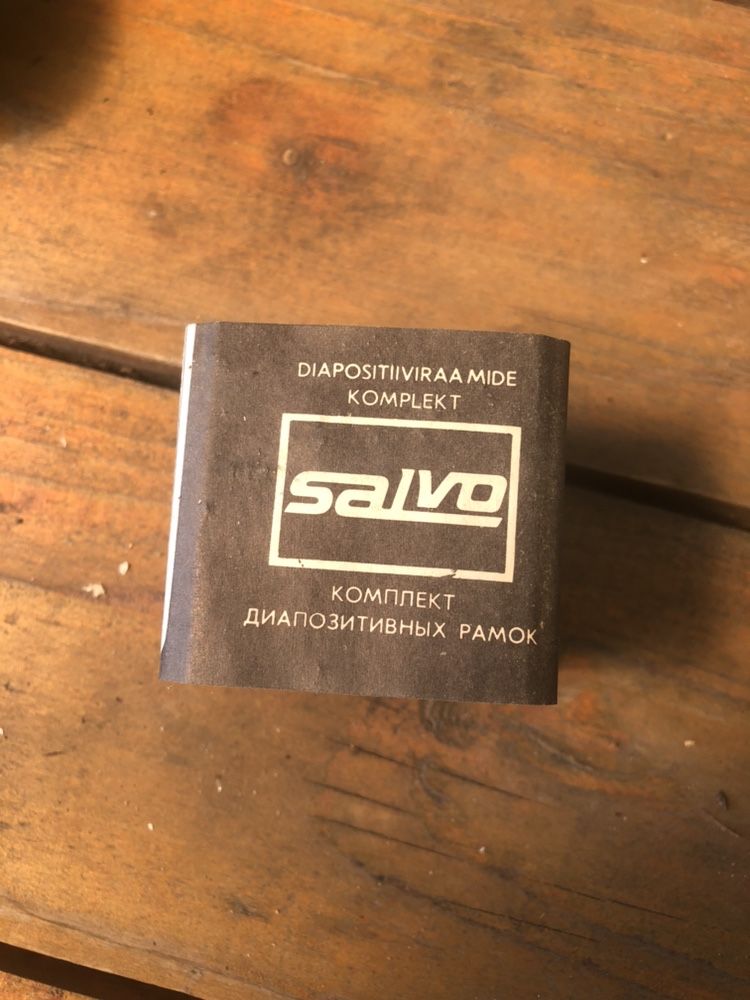 DIAPOSITIIVIRAAMIDE
KOMPLEKT
salvo
КОМПЛЕКТ
ДИАПОЗИТИВНЫХ РАМОК